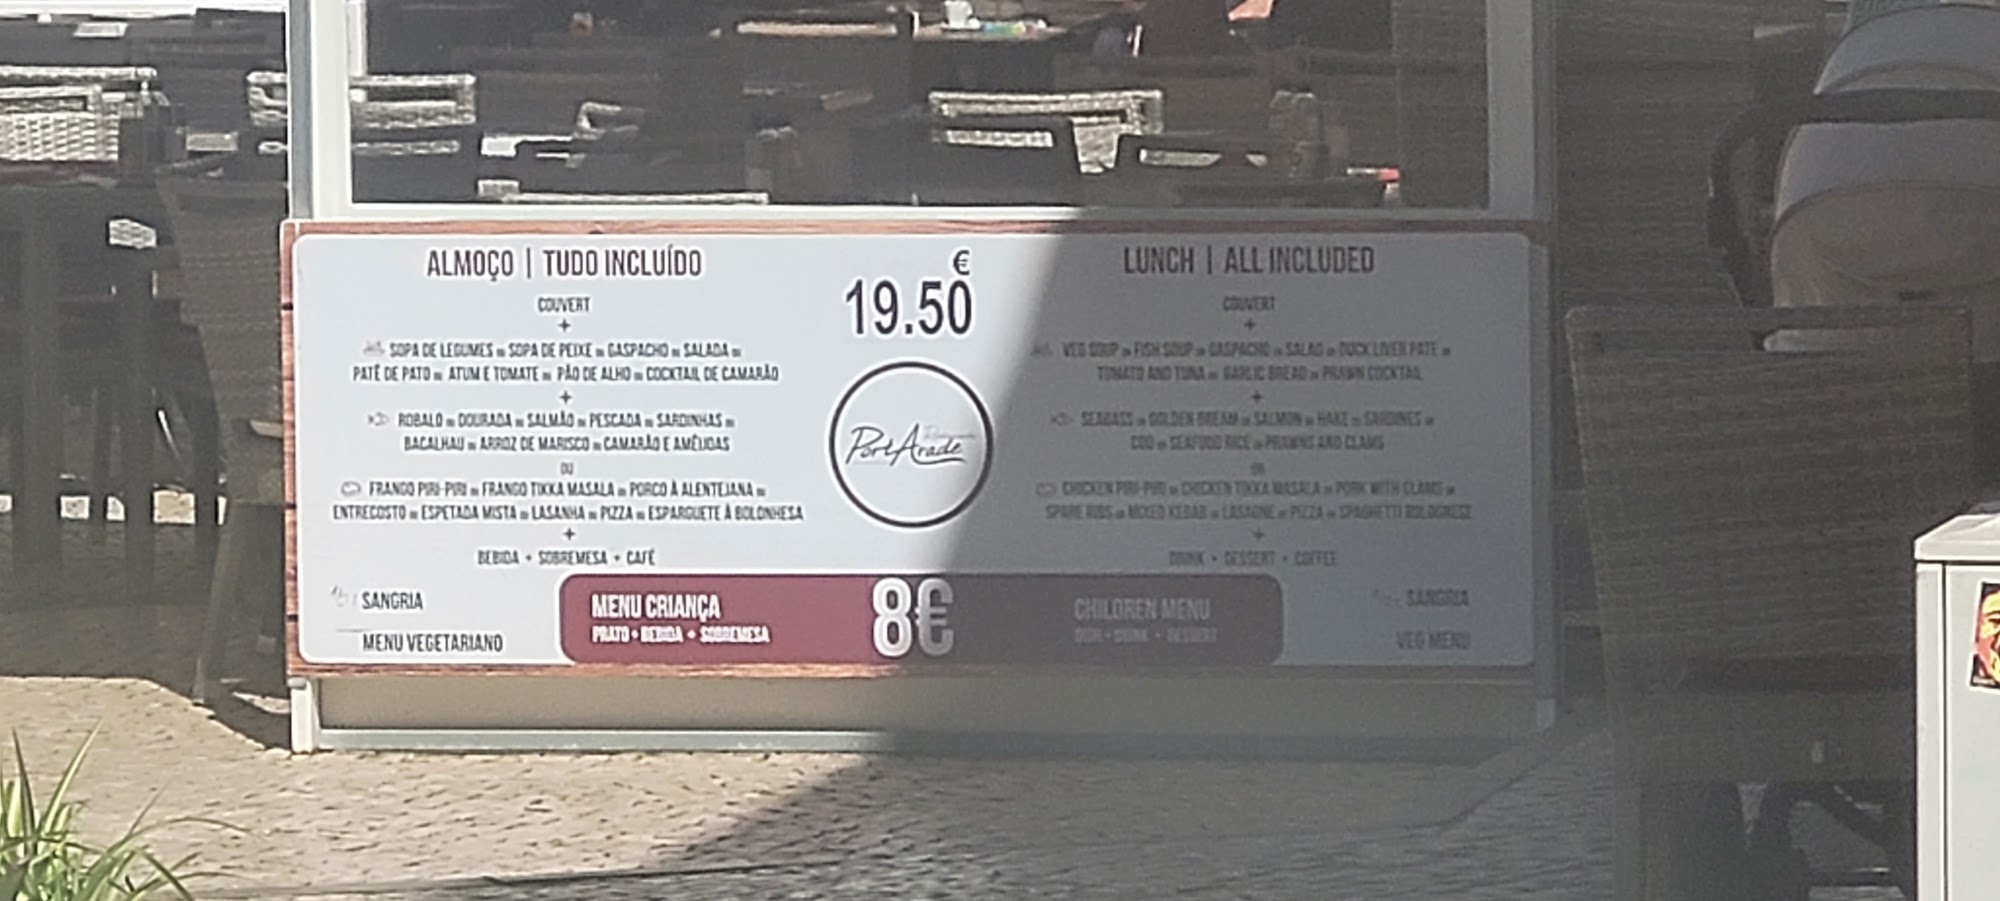 ALMOÇO | TUDO INCLUÍDO
COUVERT
+
SOPA DE LEGUMES ou SOPA DE PEIXE ou GASPACHO ou SALADA ou
PATÊ DE PATO ou ATUM E TOMATE ou PÃO DE ALHO ou COCKTAIL DE CAMARÃO
+
ROBALO ou DOURADA ou SALMÃO ou PESCADA ou SARDINHAS ou
BACALHAU ou ARROZ DE MARISCO ou CAMARÃO E AMÊIJOAS
OU
FRANGO PIRI-PIRI ou FRANGO TIKKA MASALA ou PORCO À ALENTEJANA ou
ENTRECOSTO ou ESPETADA MISTA ou LASANHA ou PIZZA ou ESPARGUETE À BOLONHESA
+
BEBIDA + SOBREMESA + CAFÉ
SANGRIA
MENU VEGETARIANO
€
19.50
PortArade
LUNCH | ALL INCLUDED
COUVERT
+
VEG SOUP or FISH SOUP or GASPACHO or SALAD or DUCK LIVER PATE or
TOMATO AND TUNA or GARLIC BREAD or PRAWN COCKTAIL
+
SEABASS or GOLDEN BREAM or SALMON or HAKE or SARDINES or
COD or SEAFOOD RICE or PRAWNS AND CLAMS
OR
CHICKEN PIRI-PIRI or CHICKEN TIKKA MASALA or PORK WITH CLAMS or
SPARE RIBS or MIXED KEBAB or LASAGNE or PIZZA or SPAGHETTI BOLOGNESE
+
DRINK + DESSERT + COFFEE
SANGRIA
VEG MENU
MENU CRIANÇA
PRATO + BEBIDA + SOBREMESA
8€
CHILDREN MENU
DISH + DRINK + DESSERT